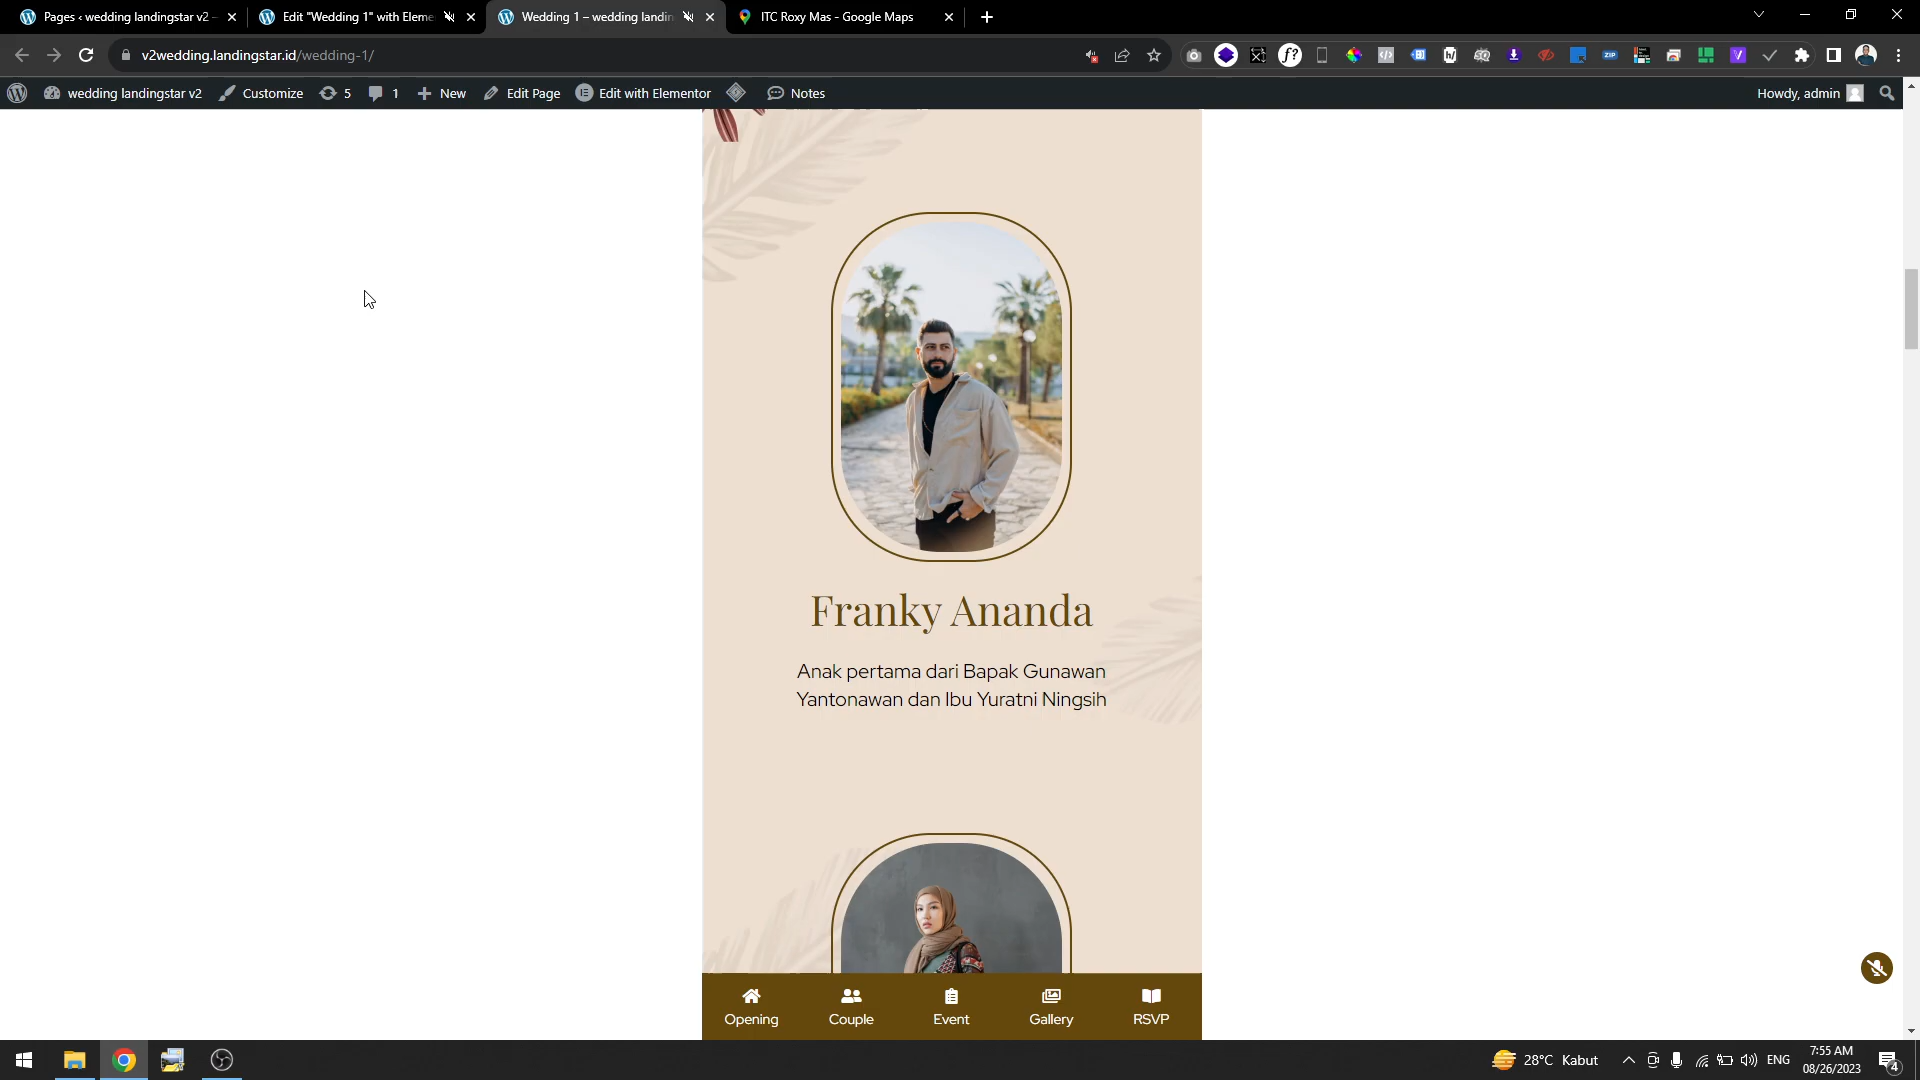 Pages ‹ wedding landingstar v2 -
Edit "Wedding 1" with Eleme
Wedding 1 – wedding landin
ITC Roxy Mas - Google Maps
v2wedding.landingstar.id/wedding-1/
wedding landingstar v2
Customize
5
1
New
Edit Page
Edit with Elementor
Notes
Howdy, admin
Franky Ananda
Anak pertama dari Bapak Gunawan
Yantonawan dan Ibu Yuratni Ningsih
Opening
Couple
Event
Gallery
RSVP
28°C Kabut
ENG
7:55 AM
08/26/2023
4